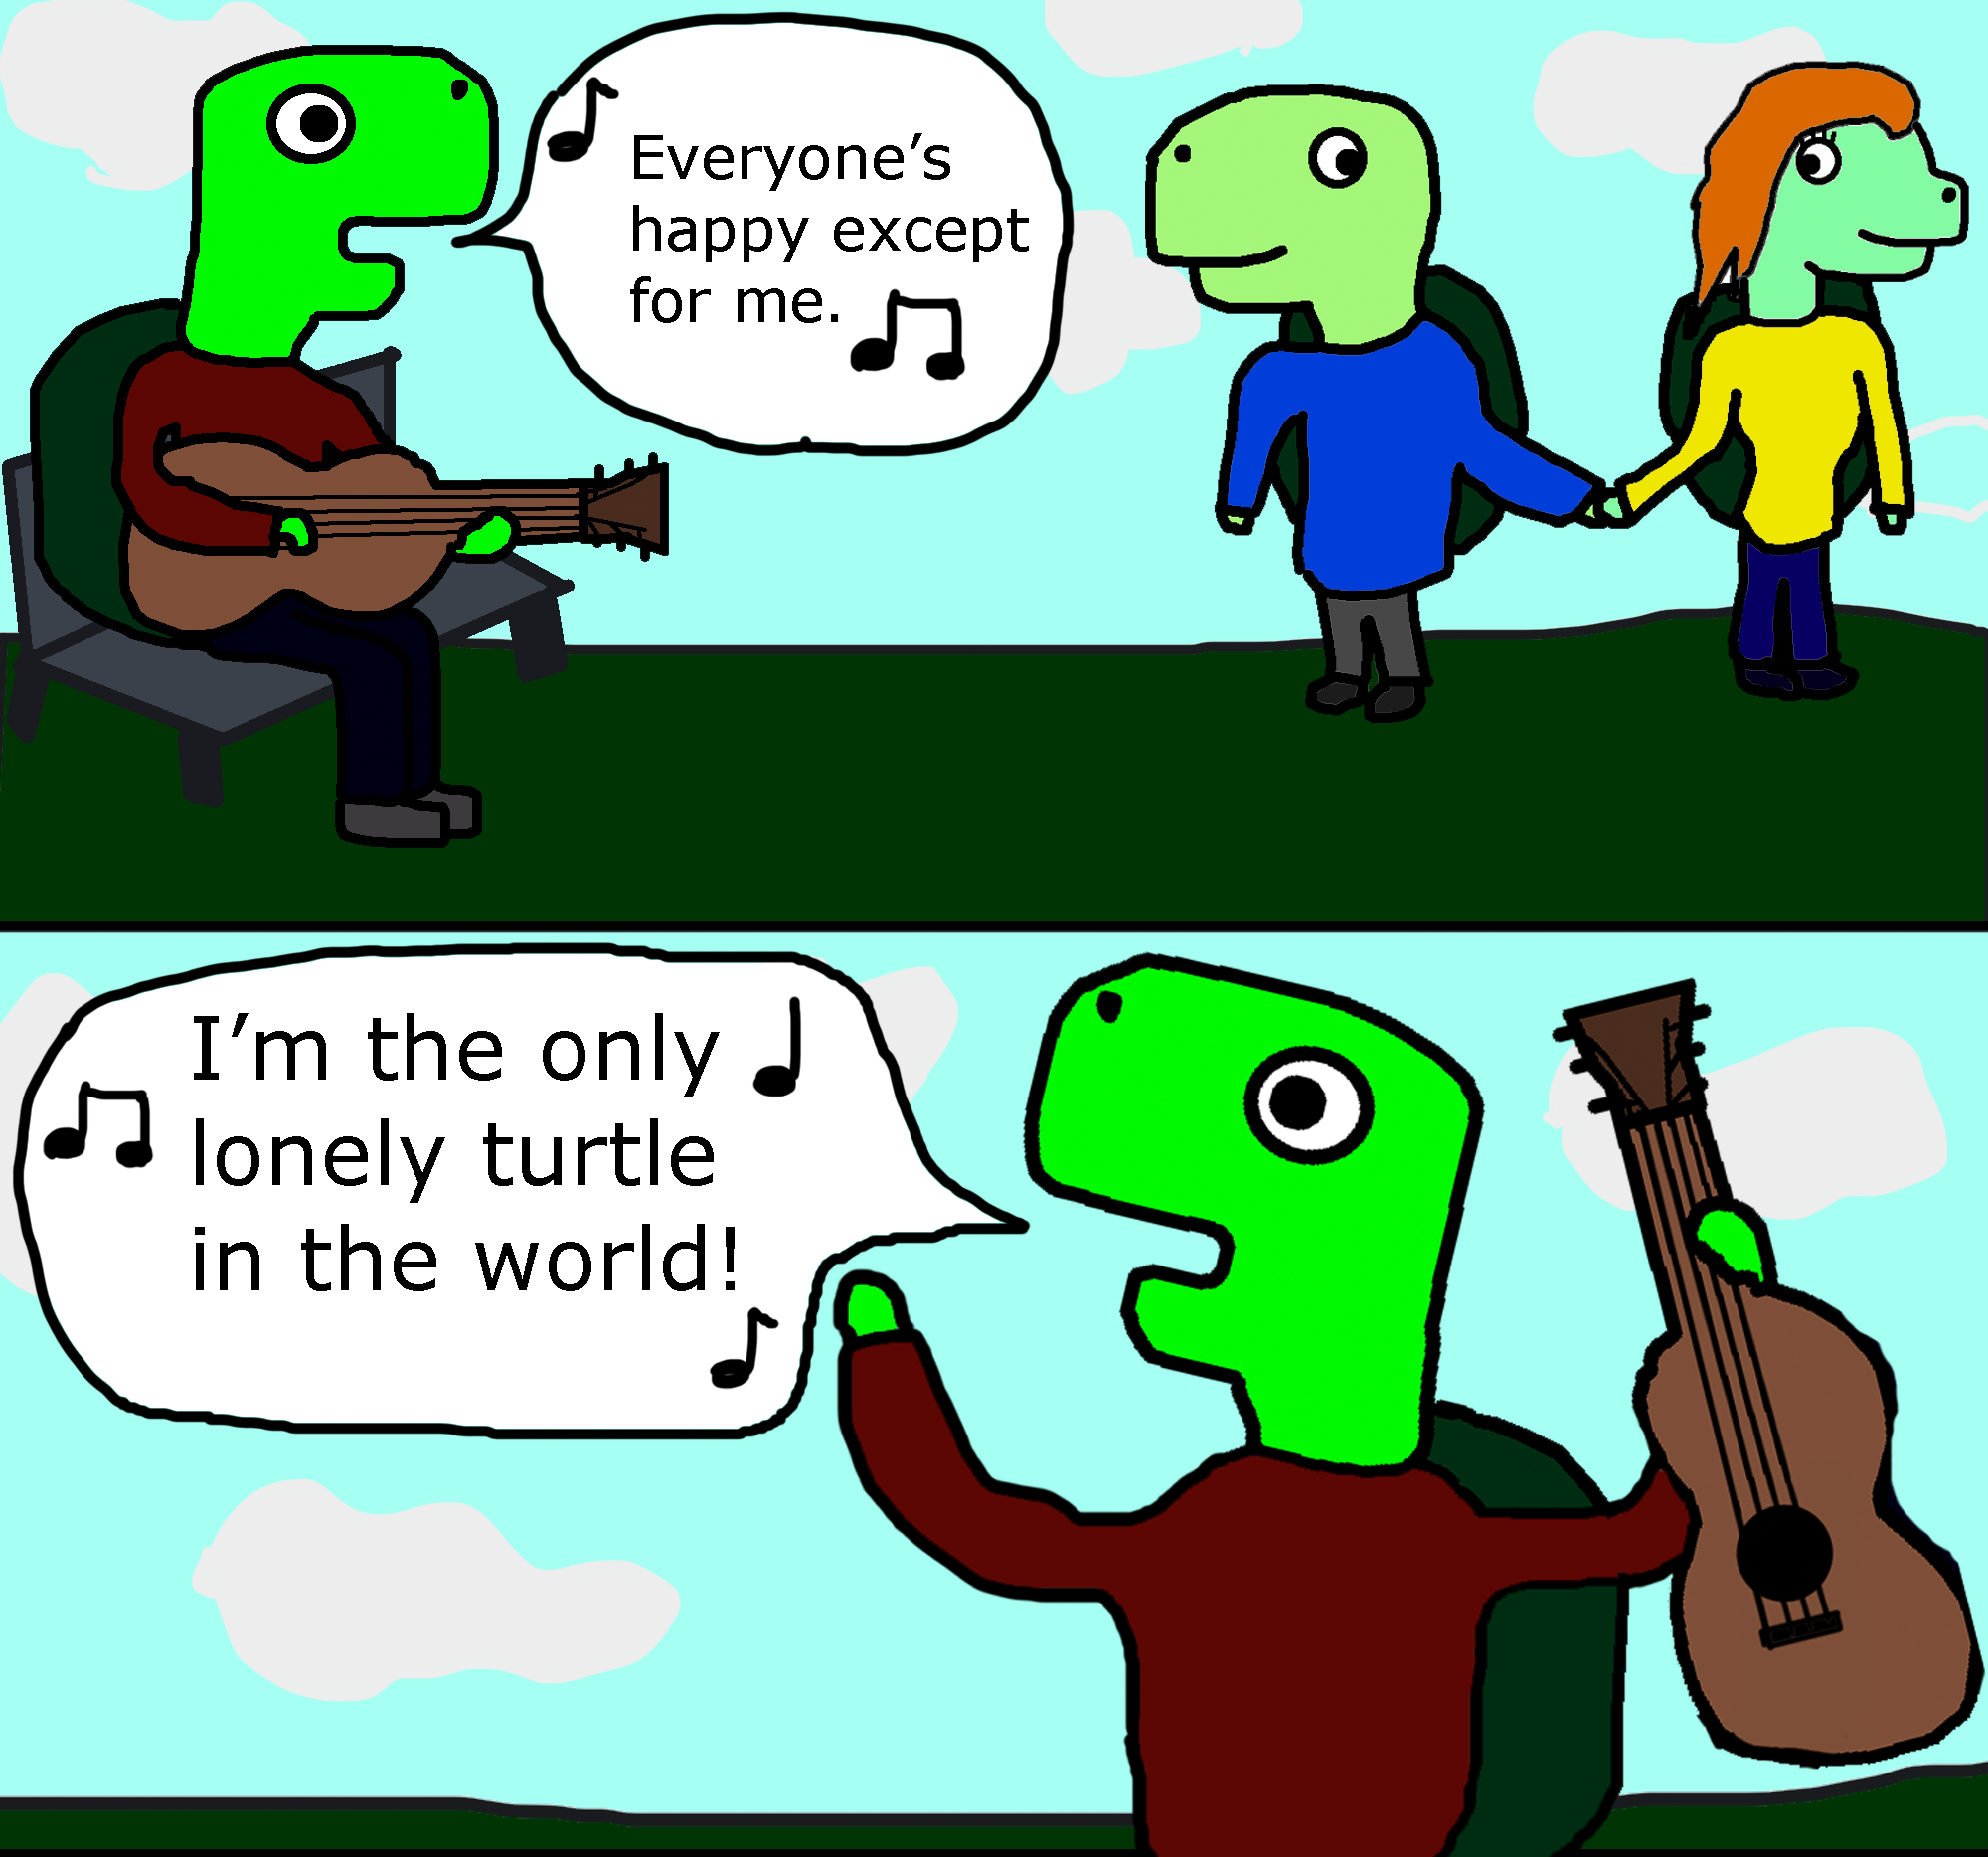 Everyone’s
happy except
for me.
I’m the only
lonely turtle
in the world!